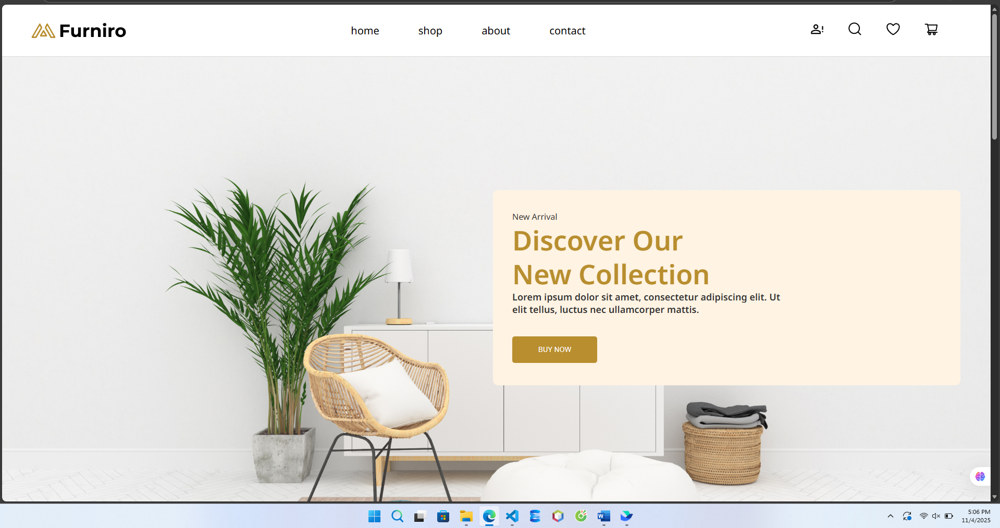 Furniro
home
shop
about
contact
New Arrival
Discover Our
New Collection
Lorem ipsum dolor sit amet, consectetur adipiscing elit. Ut
elit tellus, luctus nec ullamcorper mattis.
BUY NOW
5:06 PM
11/4/2025